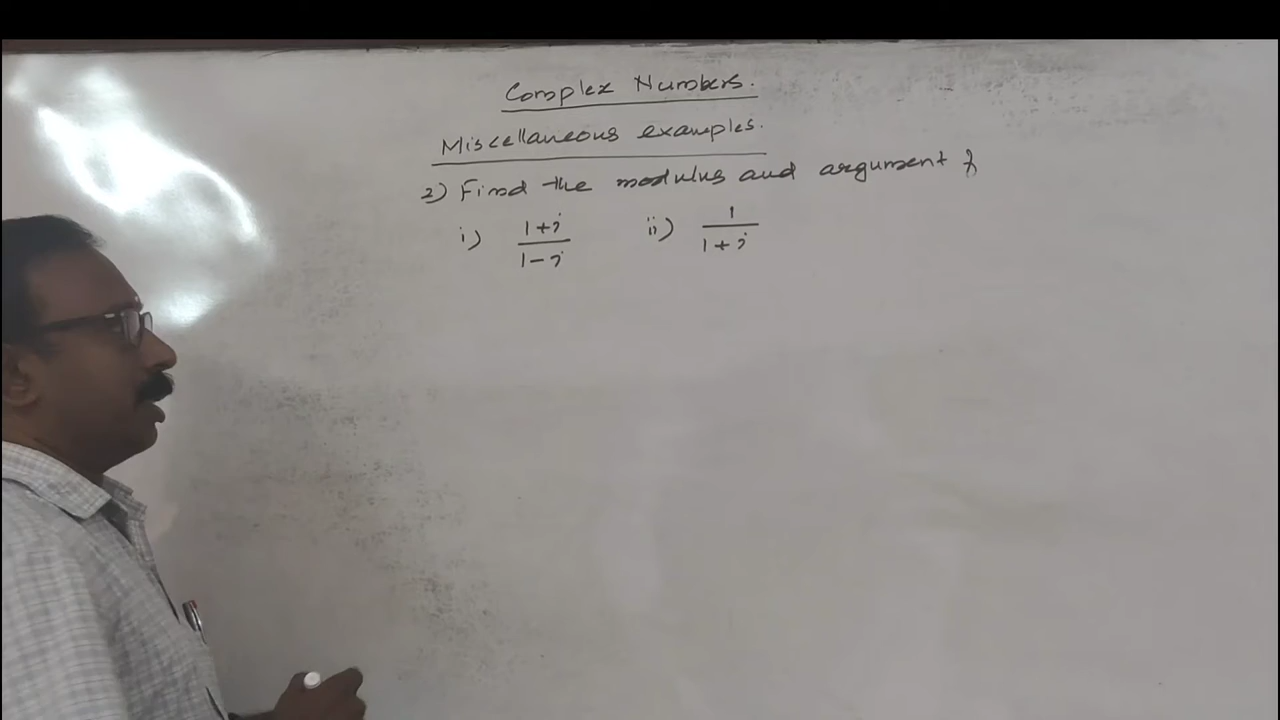 Complex Numbers.
Miscellaneous examples.
2) Find the modulus and argument of
i) (1+i)/(1-i) ii) 1/(1+i)